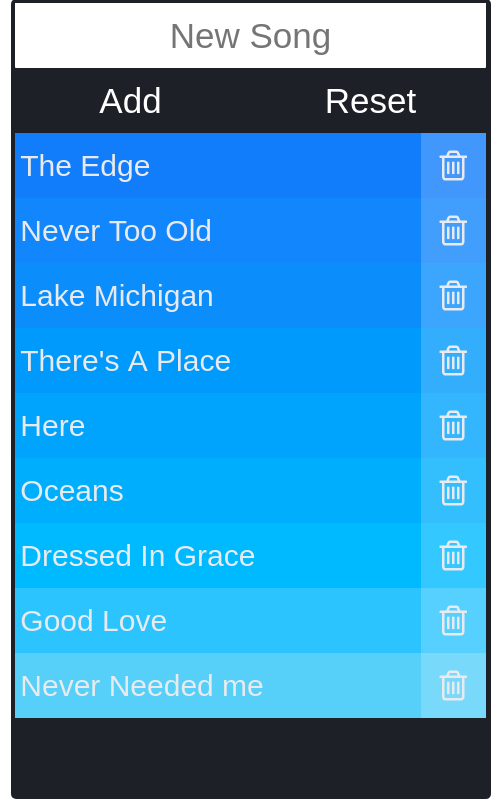 New Song
Add Reset
The Edge
Never Too Old
Lake Michigan
There's A Place
Here
Oceans
Dressed In Grace
Good Love
Never Needed me